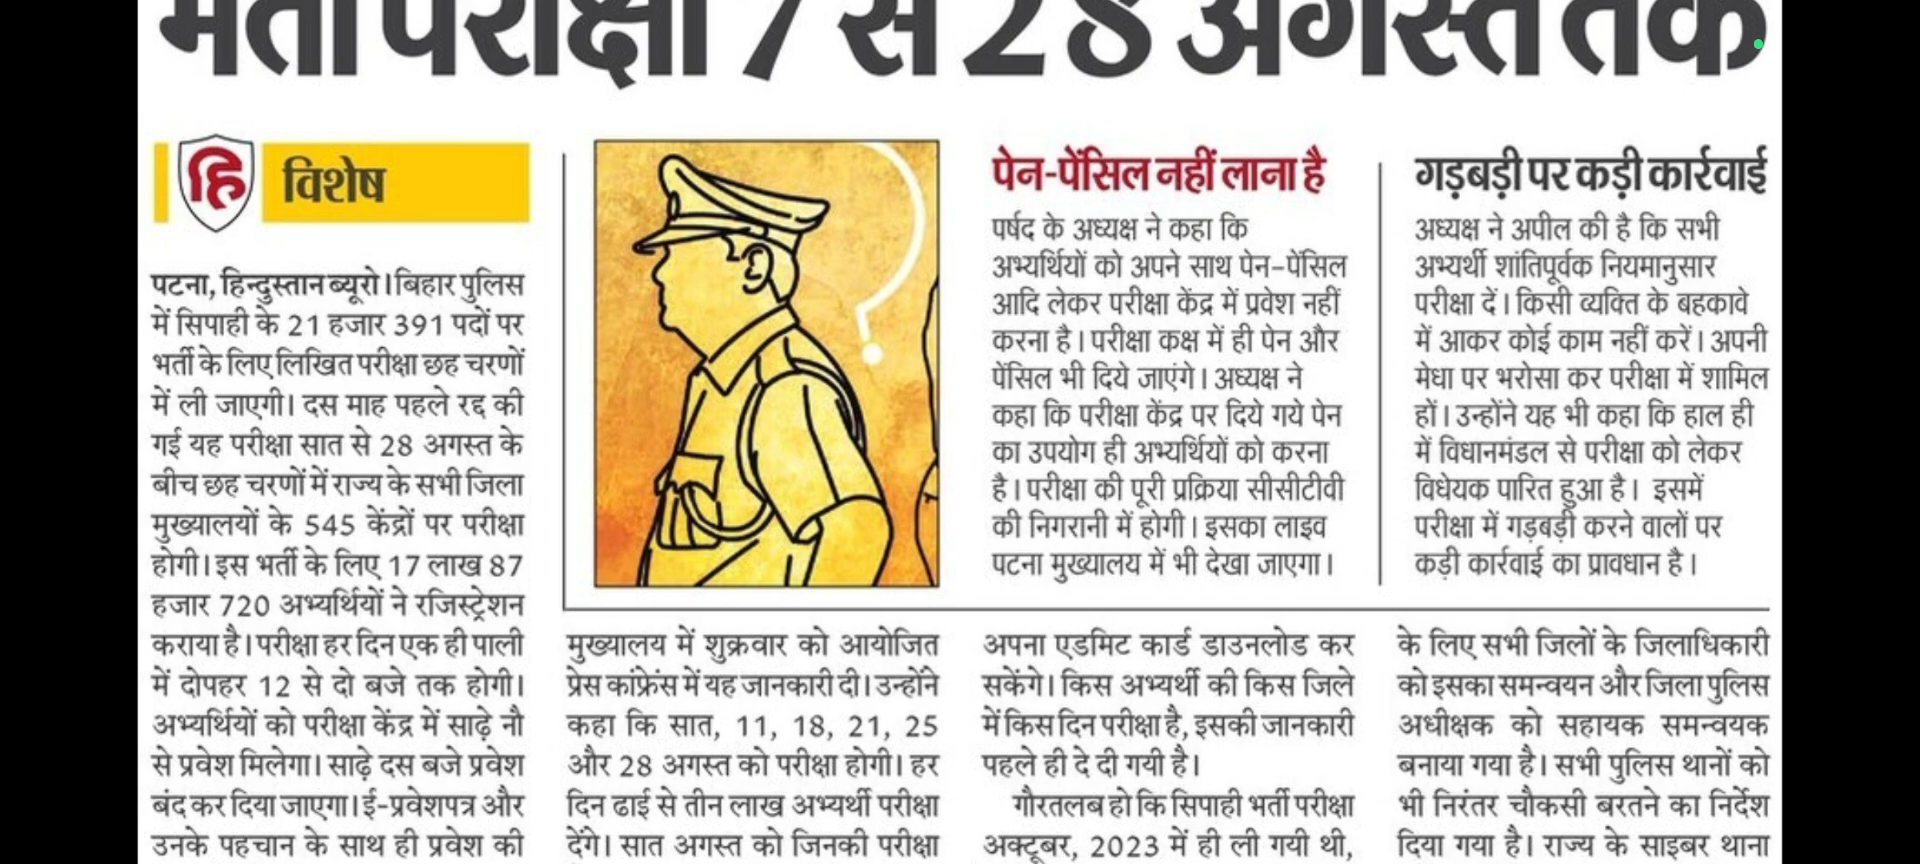 भर्ती परीक्षा 7 से 28 अगस्त तक
हि
विशेष
पटना, हिन्दुस्तान ब्यूरो। बिहार पुलिस
में सिपाही के 21 हजार 391 पदों पर
भर्ती के लिए लिखित परीक्षा छह चरणों
में ली जाएगी। दस माह पहले रद्द की
गई यह परीक्षा सात से 28 अगस्त के
बीच छह चरणों में राज्य के सभी जिला
मुख्यालयों के 545 केंद्रों पर परीक्षा
होगी। इस भर्ती के लिए 17 लाख 87
हजार 720 अभ्यर्थियों ने रजिस्ट्रेशन
कराया है। परीक्षा हर दिन एक ही पाली
में दोपहर 12 से दो बजे तक होगी।
अभ्यर्थियों को परीक्षा केंद्र में साढ़े नौ
से प्रवेश मिलेगा। साढ़े दस बजे प्रवेश
बंद कर दिया जाएगा। ई-प्रवेशपत्र और
उनके पहचान के साथ ही प्रवेश की
पेन-पेंसिल नहीं लाना है
पर्षद के अध्यक्ष ने कहा कि
अभ्यर्थियों को अपने साथ पेन-पेंसिल
आदि लेकर परीक्षा केंद्र में प्रवेश नहीं
करना है। परीक्षा कक्ष में ही पेन और
पेंसिल भी दिये जाएंगे। अध्यक्ष ने
कहा कि परीक्षा केंद्र पर दिये गये पेन
का उपयोग ही अभ्यर्थियों को करना
है। परीक्षा की पूरी प्रक्रिया सीसीटीवी
की निगरानी में होगी। इसका लाइव
पटना मुख्यालय में भी देखा जाएगा।
गड़बड़ी पर कड़ी कार्रवाई
अध्यक्ष ने अपील की है कि सभी
अभ्यर्थी शांतिपूर्वक नियमानुसार
परीक्षा दें। किसी व्यक्ति के बहकावे
में आकर कोई काम नहीं करें। अपनी
मेधा पर भरोसा कर परीक्षा में शामिल
हों। उन्होंने यह भी कहा कि हाल ही
में विधानमंडल से परीक्षा को लेकर
विधेयक पारित हुआ है। इसमें
परीक्षा में गड़बड़ी करने वालों पर
कड़ी कार्रवाई का प्रावधान है।
मुख्यालय में शुक्रवार को आयोजित
प्रेस कांफ्रेंस में यह जानकारी दी। उन्होंने
कहा कि सात, 11, 18, 21, 25
और 28 अगस्त को परीक्षा होगी। हर
दिन ढाई से तीन लाख अभ्यर्थी परीक्षा
देंगे। सात अगस्त को जिनकी परीक्षा
अपना एडमिट कार्ड डाउनलोड कर
सकेंगे। किस अभ्यर्थी की किस जिले
में किस दिन परीक्षा है, इसकी जानकारी
पहले ही दे दी गयी है।
गौरतलब हो कि सिपाही भर्ती परीक्षा
अक्टूबर, 2023 में ही ली गयी थी,
के लिए सभी जिलों के जिलाधिकारी
को इसका समन्वयन और जिला पुलिस
अधीक्षक को सहायक समन्वयक
बनाया गया है। सभी पुलिस थानों को
भी निरंतर चौकसी बरतने का निर्देश
दिया गया है। राज्य के साइबर थाना